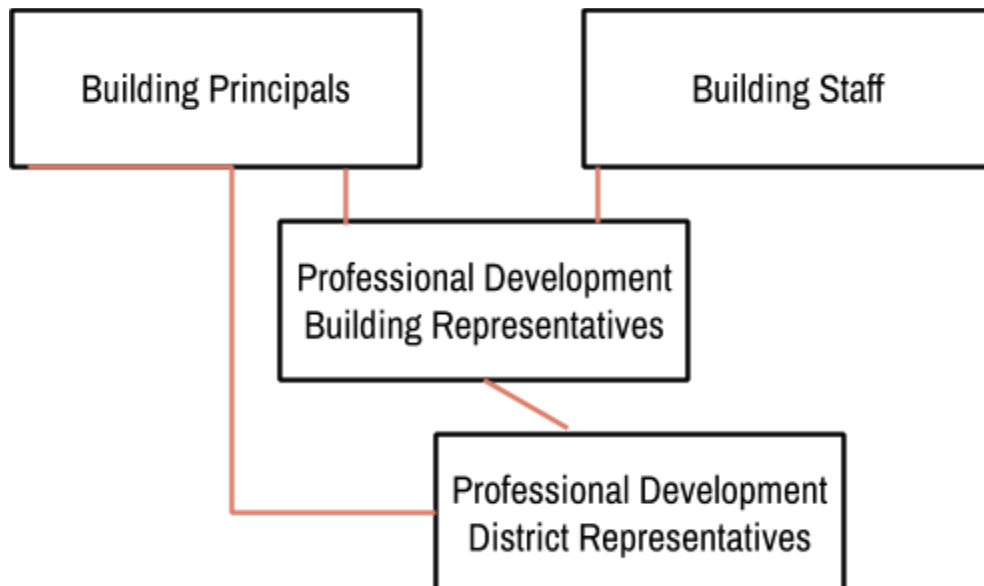 Building Principals
Building Staff
Professional Development
Building Representatives
Professional Development
District Representatives